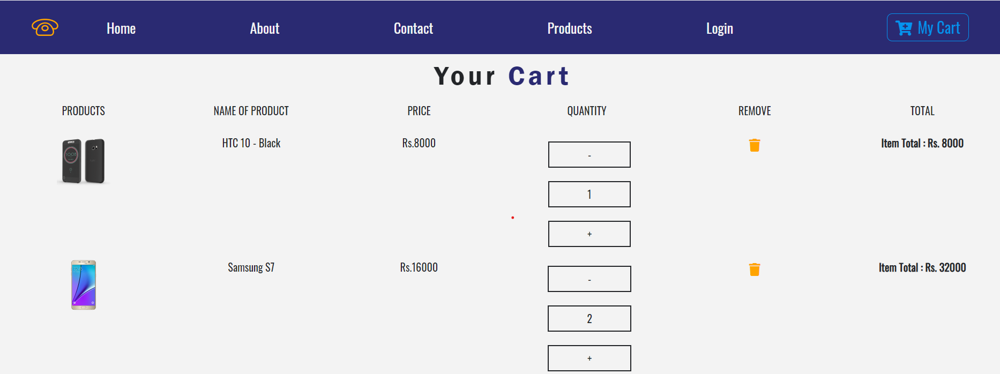 Home About Contact Products Login My Cart
Your Cart
PRODUCTS NAME OF PRODUCT PRICE QUANTITY REMOVE TOTAL
HTC 10 - Black Rs.8000 Item Total : Rs. 8000
-
1
+
Samsung S7 Rs.16000 Item Total : Rs. 32000
-
2
+